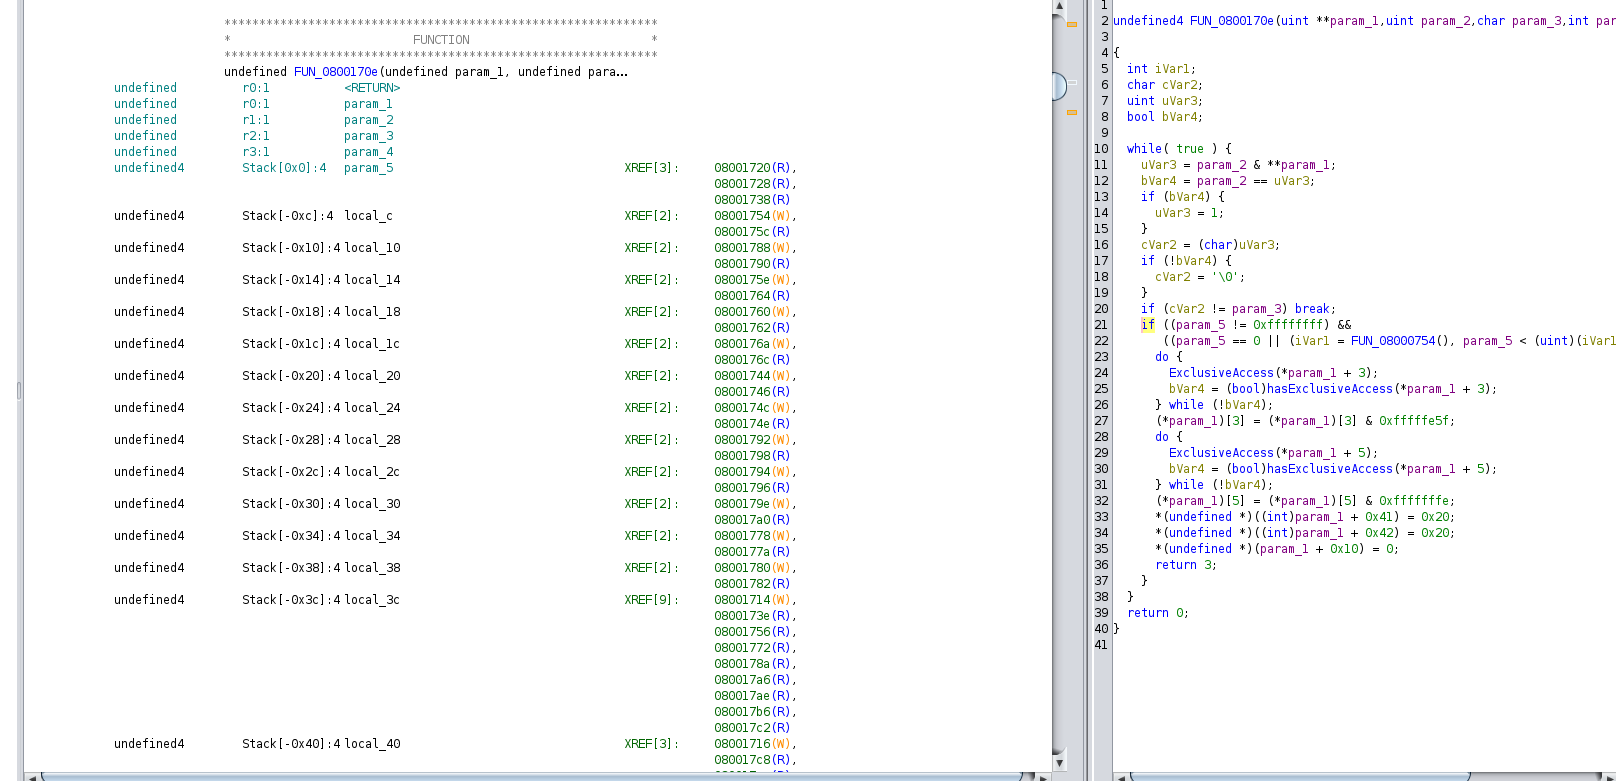 **************************************************************
* FUNCTION *
**************************************************************
undefined FUN_0800170e(undefined param_1, undefined para...
undefined r0:1 <RETURN>
undefined r0:1 param_1
undefined r1:1 param_2
undefined r2:1 param_3
undefined r3:1 param_4
undefined4 Stack[0x0]:4 param_5 XREF[3]: 08001720(R),
08001728(R),
08001738(R)
undefined4 Stack[-0xc]:4 local_c XREF[2]: 08001754(W),
0800175c(R)
undefined4 Stack[-0x10]:4 local_10 XREF[2]: 08001788(W),
08001790(R)
undefined4 Stack[-0x14]:4 local_14 XREF[2]: 0800175e(W),
08001764(R)
undefined4 Stack[-0x18]:4 local_18 XREF[2]: 08001760(W),
08001762(R)
undefined4 Stack[-0x1c]:4 local_1c XREF[2]: 0800176a(W),
0800176c(R)
undefined4 Stack[-0x20]:4 local_20 XREF[2]: 08001744(W),
08001746(R)
undefined4 Stack[-0x24]:4 local_24 XREF[2]: 0800174c(W),
0800174e(R)
undefined4 Stack[-0x28]:4 local_28 XREF[2]: 08001792(W),
08001798(R)
undefined4 Stack[-0x2c]:4 local_2c XREF[2]: 08001794(W),
08001796(R)
undefined4 Stack[-0x30]:4 local_30 XREF[2]: 0800179e(W),
080017a0(R)
undefined4 Stack[-0x34]:4 local_34 XREF[2]: 08001778(W),
0800177a(R)
undefined4 Stack[-0x38]:4 local_38 XREF[2]: 08001780(W),
08001782(R)
undefined4 Stack[-0x3c]:4 local_3c XREF[9]: 08001714(W),
0800173e(R),
08001756(R),
08001772(R),
0800178a(R),
080017a6(R),
080017ae(R),
080017b6(R),
080017c2(R)
undefined4 Stack[-0x40]:4 local_40 XREF[3]: 08001716(W),
080017c8(R),
1
2 undefined4 FUN_0800170e(uint **param_1,uint param_2,char param_3,int par
3
4 {
5 int iVar1;
6 char cVar2;
7 uint uVar3;
8 bool bVar4;
9
10 while( true ) {
11 uVar3 = param_2 & **param_1;
12 bVar4 = param_2 == uVar3;
13 if (bVar4) {
14 uVar3 = 1;
15 }
16 cVar2 = (char)uVar3;
17 if (!bVar4) {
18 cVar2 = '\0';
19 }
20 if (cVar2 != param_3) break;
21 if ((param_5 != 0xffffffff) &&
22 ((param_5 == 0 || (iVar1 = FUN_08000754(), param_5 < (uint)(iVar1
23 do {
24 ExclusiveAccess(*param_1 + 3);
25 bVar4 = (bool)hasExclusiveAccess(*param_1 + 3);
26 } while (!bVar4);
27 (*param_1)[3] = (*param_1)[3] & 0xfffffe5f;
28 do {
29 ExclusiveAccess(*param_1 + 5);
30 bVar4 = (bool)hasExclusiveAccess(*param_1 + 5);
31 } while (!bVar4);
32 (*param_1)[5] = (*param_1)[5] & 0xfffffffe;
33 *(undefined *)((int)param_1 + 0x41) = 0x20;
34 *(undefined *)((int)param_1 + 0x42) = 0x20;
35 *(undefined *)(param_1 + 0x10) = 0;
36 return 3;
37 }
38 }
39 return 0;
40 }
41